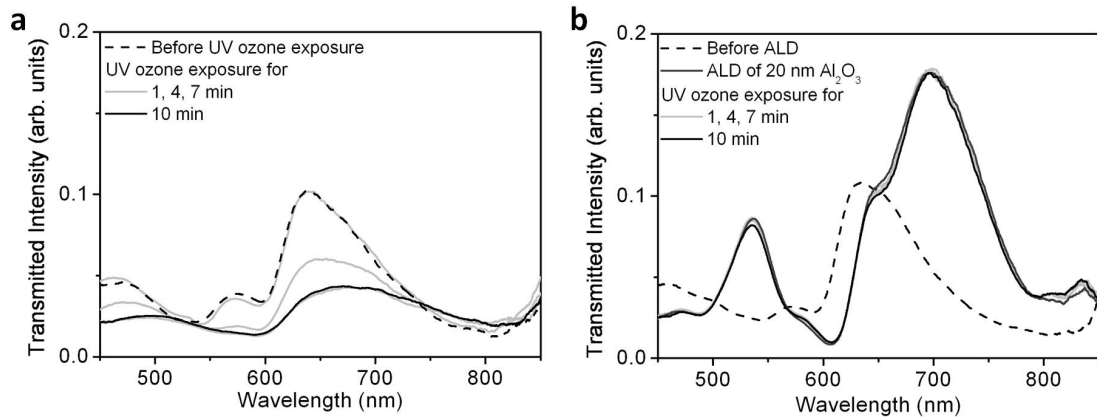 a
0.2
Before UV ozone exposure
UV ozone exposure for
1, 4, 7 min
10 min
0.1
0.0
Transmitted Intensity (arb. units)
500 600 700 800
Wavelength (nm)
b
0.2
Before ALD
ALD of 20 nm Al₂O₃
UV ozone exposure for
1, 4, 7 min
10 min
0.1
0.0
Transmitted Intensity (arb. units)
500 600 700 800
Wavelength (nm)